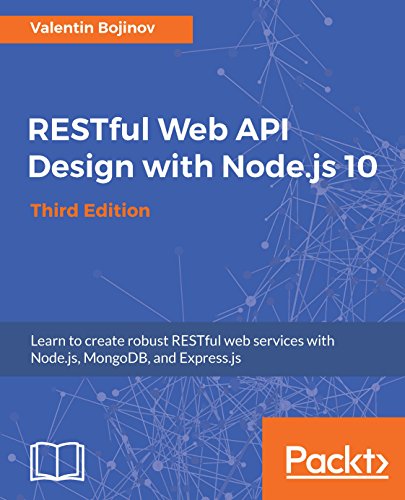 Valentin Bojinov
RESTful Web API
Design with Node.js 10
Third Edition
Learn to create robust RESTful web services with
Node.js, MongoDB, and Express.js
Packt>